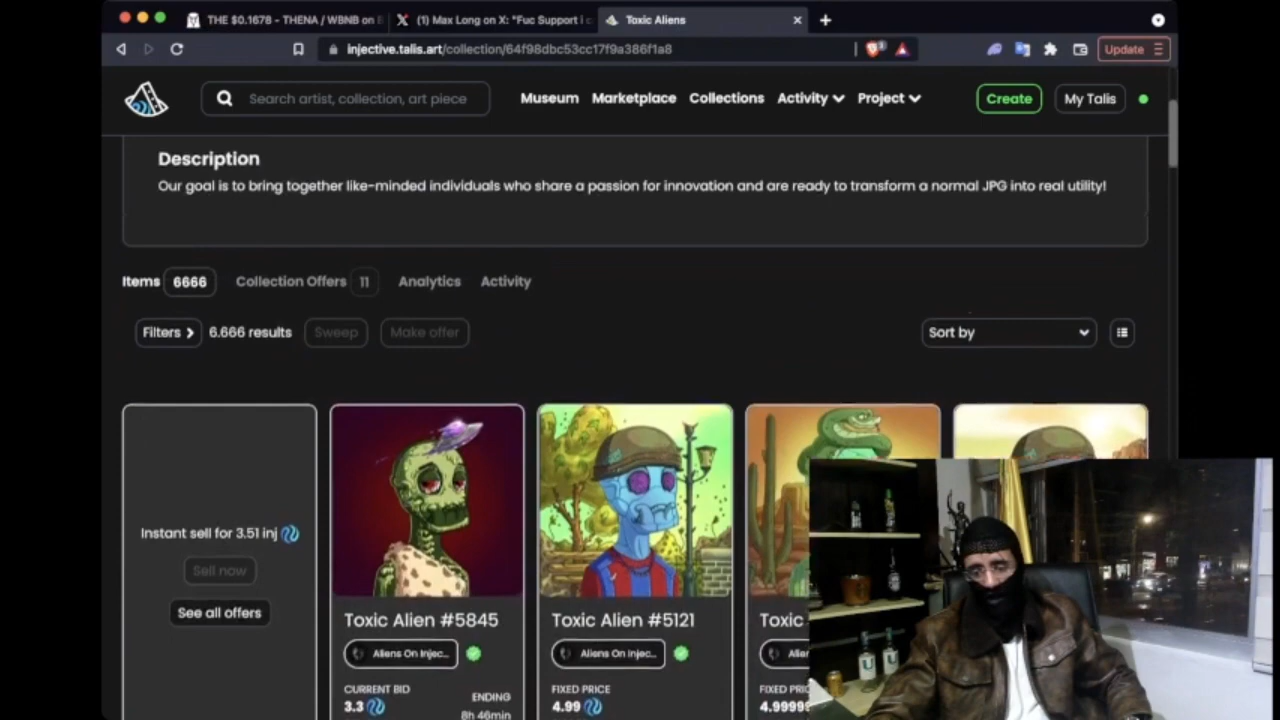 THE $0.1678 - THENA / WBNB on
(1) Max Long on X: "Fuc Support i c
Toxic Aliens
injective.talis.art/collection/64f98dbc53cc17f9a386f1a8
Update
Search artist, collection, art piece
Museum
Marketplace
Collections
Activity
Project
Create
My Talis
Description
Our goal is to bring together like-minded individuals who share a passion for innovation and are ready to transform a normal JPG into real utility!
Items 6666
Collection Offers 11
Analytics
Activity
Filters
6.666 results
Sweep
Make offer
Sort by
Instant sell for 3.51 inj
Sell now
See all offers
Toxic Alien #5845
Aliens On Injec...
CURRENT BID
3.3
ENDING
8h 46min
Toxic Alien #5121
Aliens On Injec...
FIXED PRICE
4.99
Toxic
Alien
FIXED PRIC
4.99999